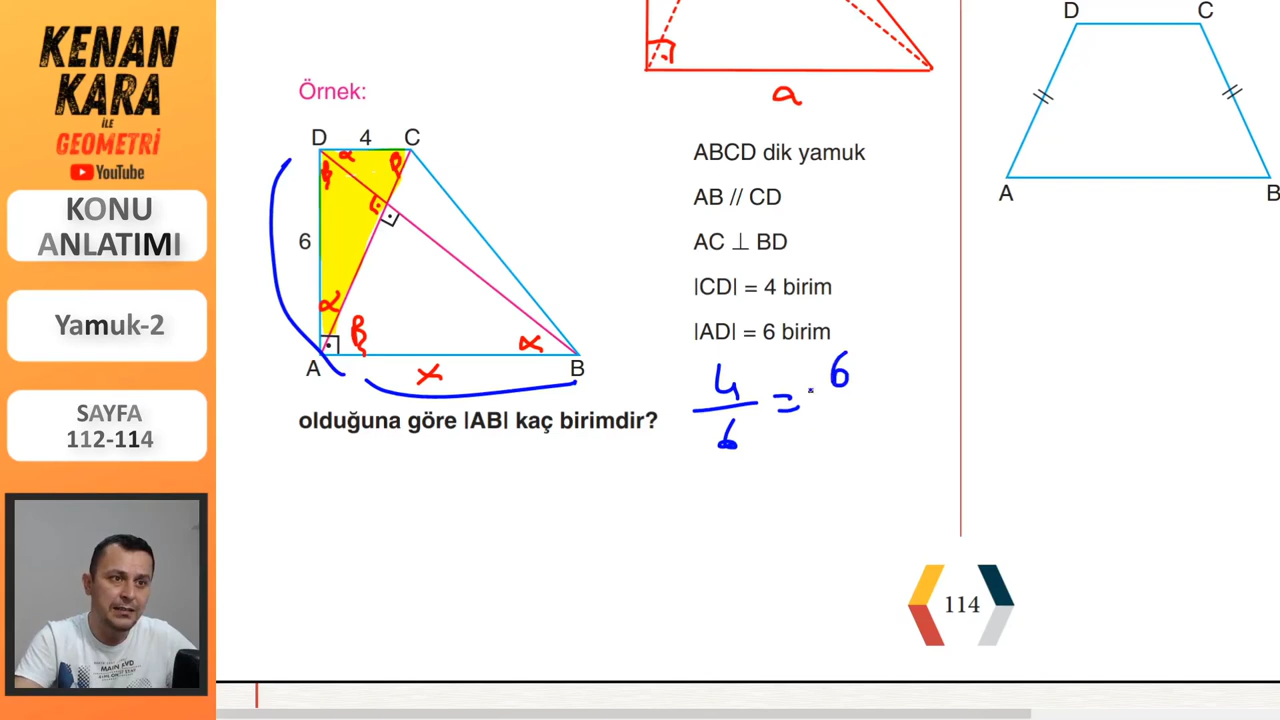 KENAN
KARA
İLE
GEOMETRİ
YouTube
KONU
ANLATIMI
Yamuk-2
SAYFA
112-114
Örnek:
D 4 C
α β
β
6
α
β α
A B
x
olduğuna göre |AB| kaç birimdir?
a
ABCD dik yamuk
AB // CD
AC ⊥ BD
|CD| = 4 birim
|AD| = 6 birim
4/6 = 6
D C
A B
114